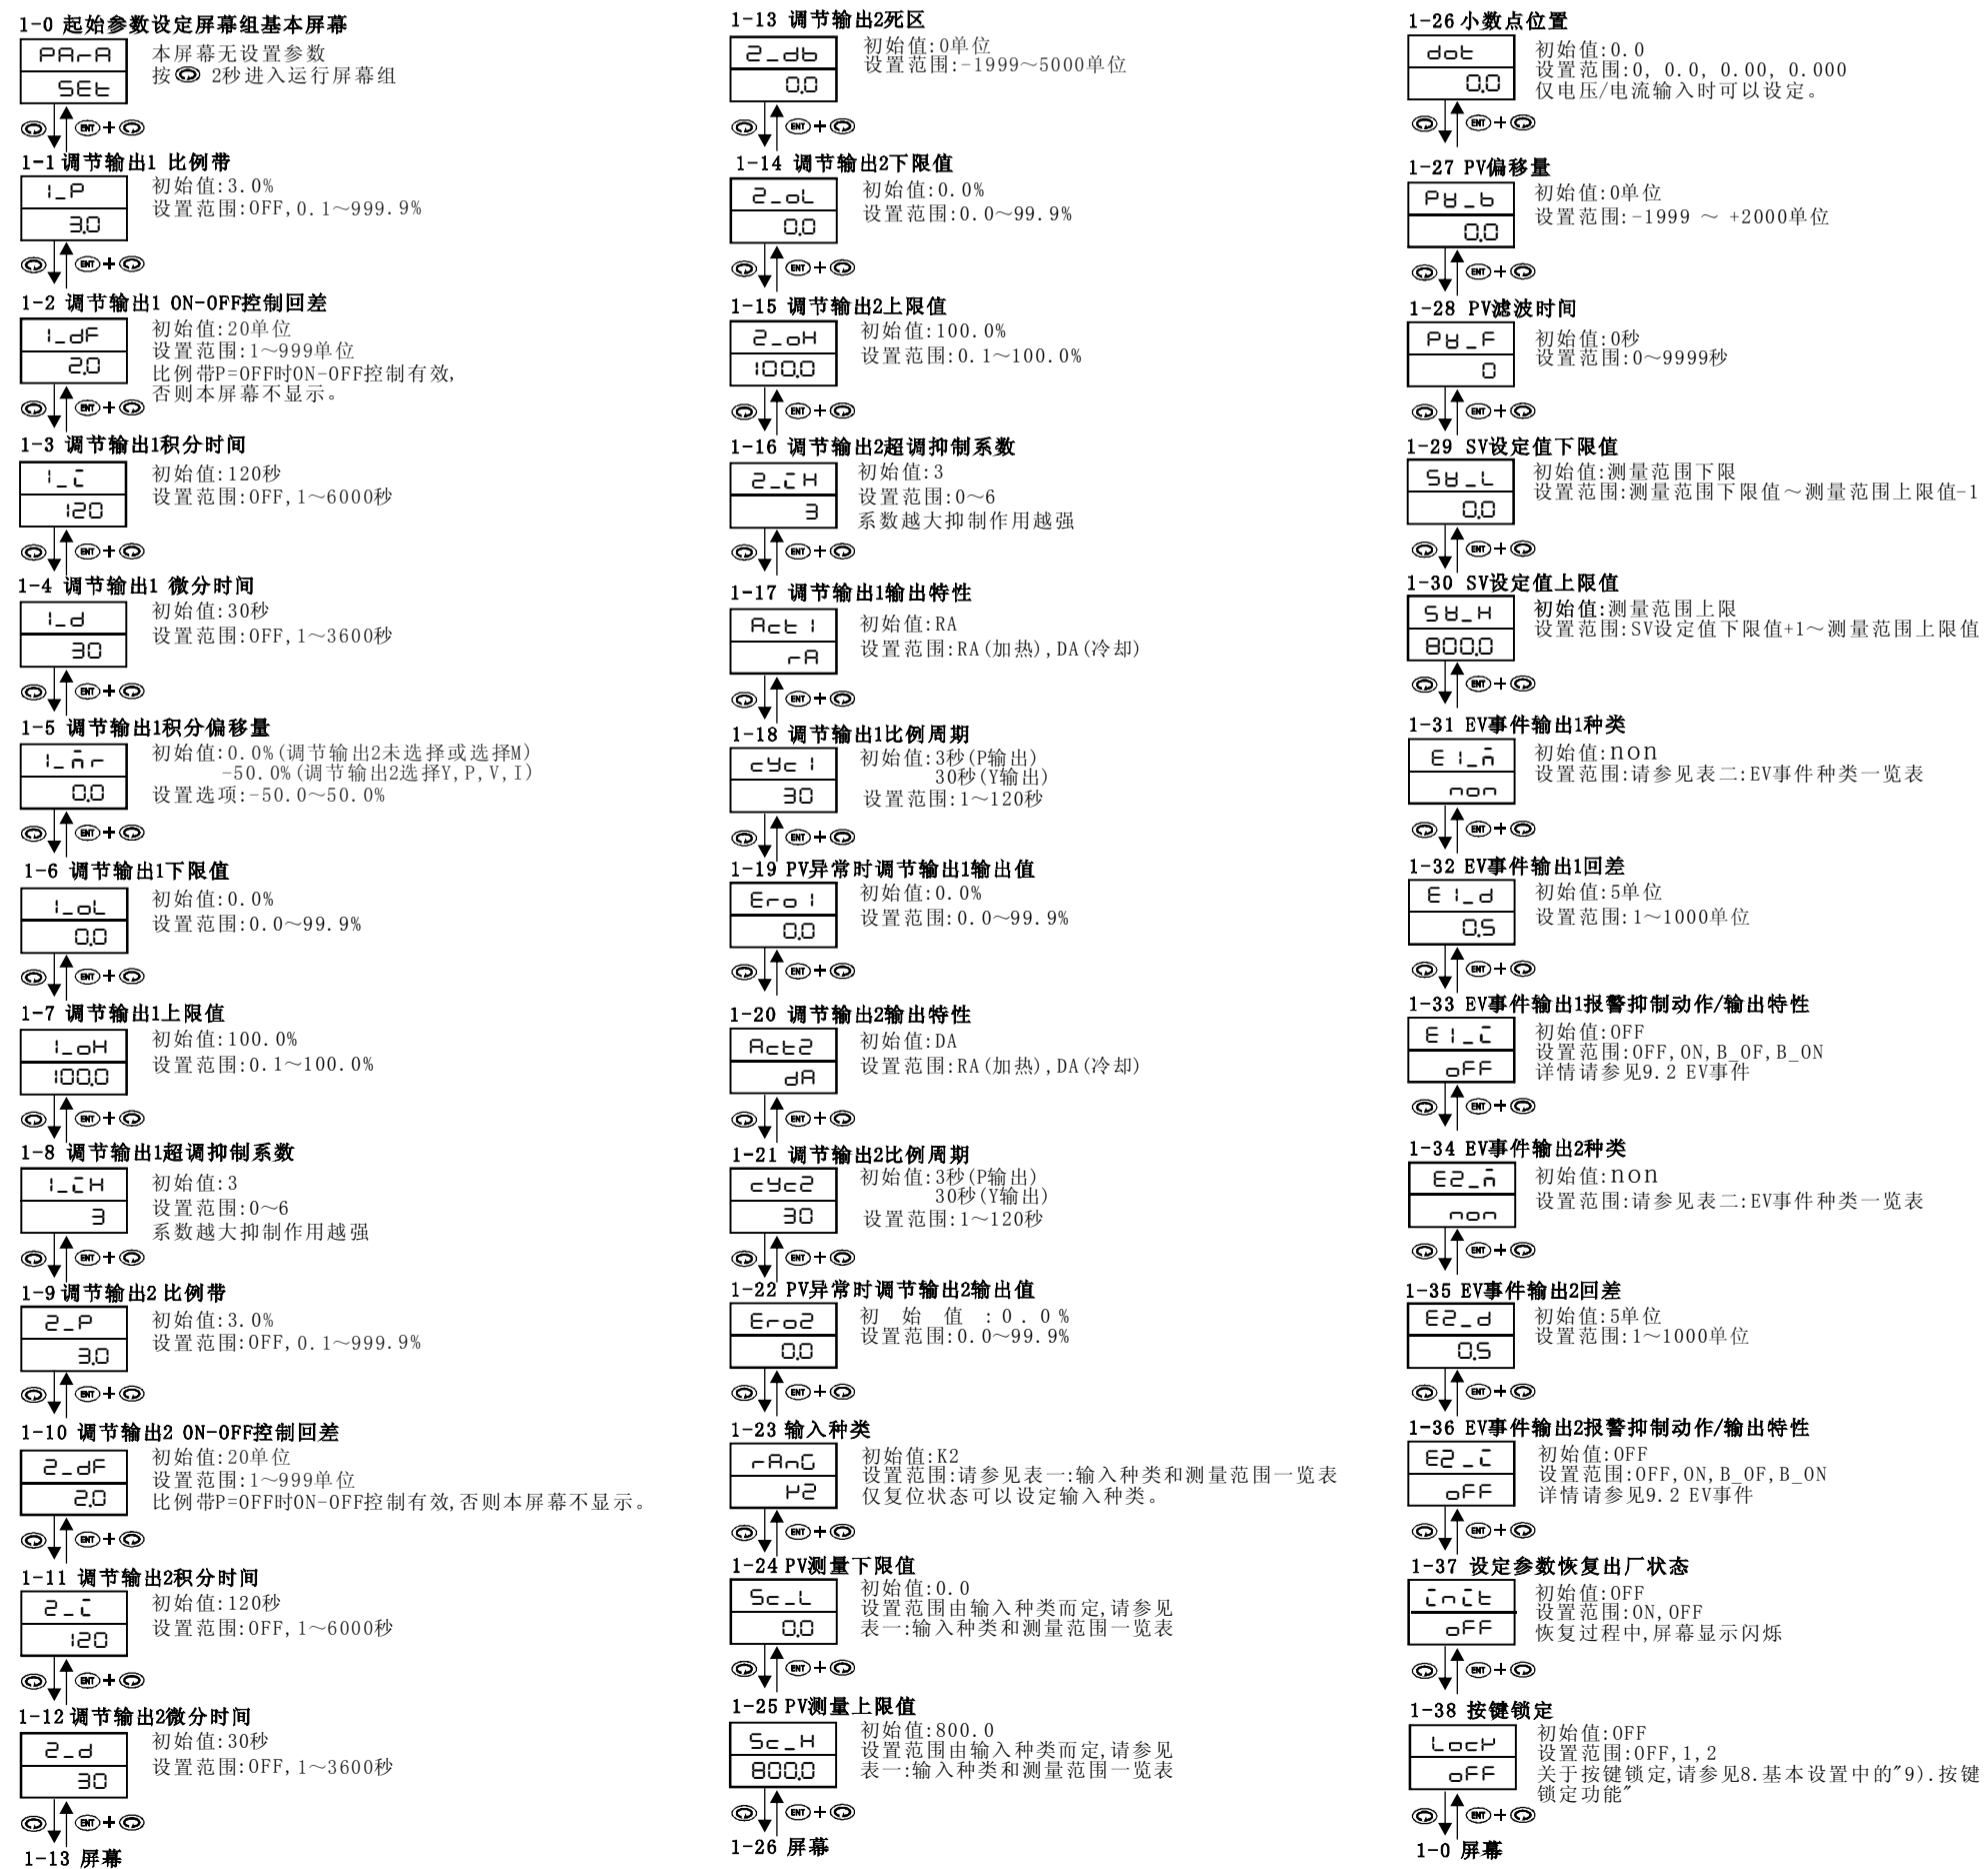 1-0 起始参数设定屏幕组基本屏幕
PArA
SEt
本屏幕无设置参数
按 2秒进入运行屏幕组
ENT +
1-1 调节输出1 比例带
1_P
3.0
初始值:3.0%
设置范围:OFF,0.1～999.9%
ENT +
1-2 调节输出1 ON-OFF控制回差
1_dF
2.0
初始值:20单位
设置范围:1～999单位
比例带P=OFF时ON-OFF控制有效,
否则本屏幕不显示。
ENT +
1-3 调节输出1积分时间
1_i
120
初始值:120秒
设置范围:OFF,1～6000秒
ENT +
1-4 调节输出1 微分时间
1_d
30
初始值:30秒
设置范围:OFF,1～3600秒
ENT +
1-5 调节输出1积分偏移量
1_mr
0.0
初始值:0.0%(调节输出2未选择或选择M)
-50.0%(调节输出2选择Y,P,V,I)
设置选项:-50.0～50.0%
ENT +
1-6 调节输出1下限值
1_oL
0.0
初始值:0.0%
设置范围:0.0～99.9%
ENT +
1-7 调节输出1上限值
1_oH
100.0
初始值:100.0%
设置范围:0.1～100.0%
ENT +
1-8 调节输出1超调抑制系数
1_iH
3
初始值:3
设置范围:0～6
系数越大抑制作用越强
ENT +
1-9 调节输出2 比例带
2_P
3.0
初始值:3.0%
设置范围:OFF,0.1～999.9%
ENT +
1-10 调节输出2 ON-OFF控制回差
2_dF
2.0
初始值:20单位
设置范围:1～999单位
比例带P=OFF时ON-OFF控制有效,否则本屏幕不显示。
ENT +
1-11 调节输出2积分时间
2_i
120
初始值:120秒
设置范围:OFF,1～6000秒
ENT +
1-12 调节输出2微分时间
2_d
30
初始值:30秒
设置范围:OFF,1～3600秒
ENT +
1-13 屏幕
1-13 调节输出2死区
2_db
0.0
初始值:0单位
设置范围:-1999～5000单位
ENT +
1-14 调节输出2下限值
2_oL
0.0
初始值:0.0%
设置范围:0.0～99.9%
ENT +
1-15 调节输出2上限值
2_oH
100.0
初始值:100.0%
设置范围:0.1～100.0%
ENT +
1-16 调节输出2超调抑制系数
2_iH
3
初始值:3
设置范围:0～6
系数越大抑制作用越强
ENT +
1-17 调节输出1输出特性
Act1
rA
初始值:RA
设置范围:RA(加热),DA(冷却)
ENT +
1-18 调节输出1比例周期
cYc1
30
初始值:3秒(P输出)
30秒(Y输出)
设置范围:1～120秒
ENT +
1-19 PV异常时调节输出1输出值
Ero1
0.0
初始值:0.0%
设置范围:0.0～99.9%
ENT +
1-20 调节输出2输出特性
Act2
dA
初始值:DA
设置范围:RA(加热),DA(冷却)
ENT +
1-21 调节输出2比例周期
cYc2
30
初始值:3秒(P输出)
30秒(Y输出)
设置范围:1～120秒
ENT +
1-22 PV异常时调节输出2输出值
Ero2
0.0
初 始 值 :0.0%
设置范围:0.0～99.9%
ENT +
1-23 输入种类
rAnG
K2
初始值:K2
设置范围:请参见表一:输入种类和测量范围一览表
仅复位状态可以设定输入种类。
ENT +
1-24 PV测量下限值
Sc_L
0.0
初始值:0.0
设置范围由输入种类而定,请参见
表一:输入种类和测量范围一览表
ENT +
1-25 PV测量上限值
Sc_H
800.0
初始值:800.0
设置范围由输入种类而定,请参见
表一:输入种类和测量范围一览表
ENT +
1-26 屏幕
1-26 小数点位置
dot
0.0
初始值:0.0
设置范围:0, 0.0, 0.00, 0.000
仅电压/电流输入时可以设定。
ENT +
1-27 PV偏移量
PV_b
0.0
初始值:0单位
设置范围:-1999 ～ +2000单位
ENT +
1-28 PV滤波时间
PV_F
0
初始值:0秒
设置范围:0～9999秒
ENT +
1-29 SV设定值下限值
SV_L
0.0
初始值:测量范围下限
设置范围:测量范围下限值～测量范围上限值-1
ENT +
1-30 SV设定值上限值
SV_H
800.0
初始值:测量范围上限
设置范围:SV设定值下限值+1～测量范围上限值
ENT +
1-31 EV事件输出1种类
E1_m
non
初始值:non
设置范围:请参见表二:EV事件种类一览表
ENT +
1-32 EV事件输出1回差
E1_d
0.5
初始值:5单位
设置范围:1～1000单位
ENT +
1-33 EV事件输出1报警抑制动作/输出特性
E1_i
oFF
初始值:OFF
设置范围:OFF,ON,B_OF,B_ON
详情请参见9.2 EV事件
ENT +
1-34 EV事件输出2种类
E2_m
non
初始值:non
设置范围:请参见表二:EV事件种类一览表
ENT +
1-35 EV事件输出2回差
E2_d
0.5
初始值:5单位
设置范围:1～1000单位
ENT +
1-36 EV事件输出2报警抑制动作/输出特性
E2_i
oFF
初始值:OFF
设置范围:OFF,ON,B_OF,B_ON
详情请参见9.2 EV事件
ENT +
1-37 设定参数恢复出厂状态
init
oFF
初始值:OFF
设置范围:ON,OFF
恢复过程中,屏幕显示闪烁
ENT +
1-38 按键锁定
LocK
oFF
初始值:OFF
设置范围:OFF,1,2
关于按键锁定,请参见8.基本设置中的"9).按键
锁定功能"
ENT +
1-0 屏幕